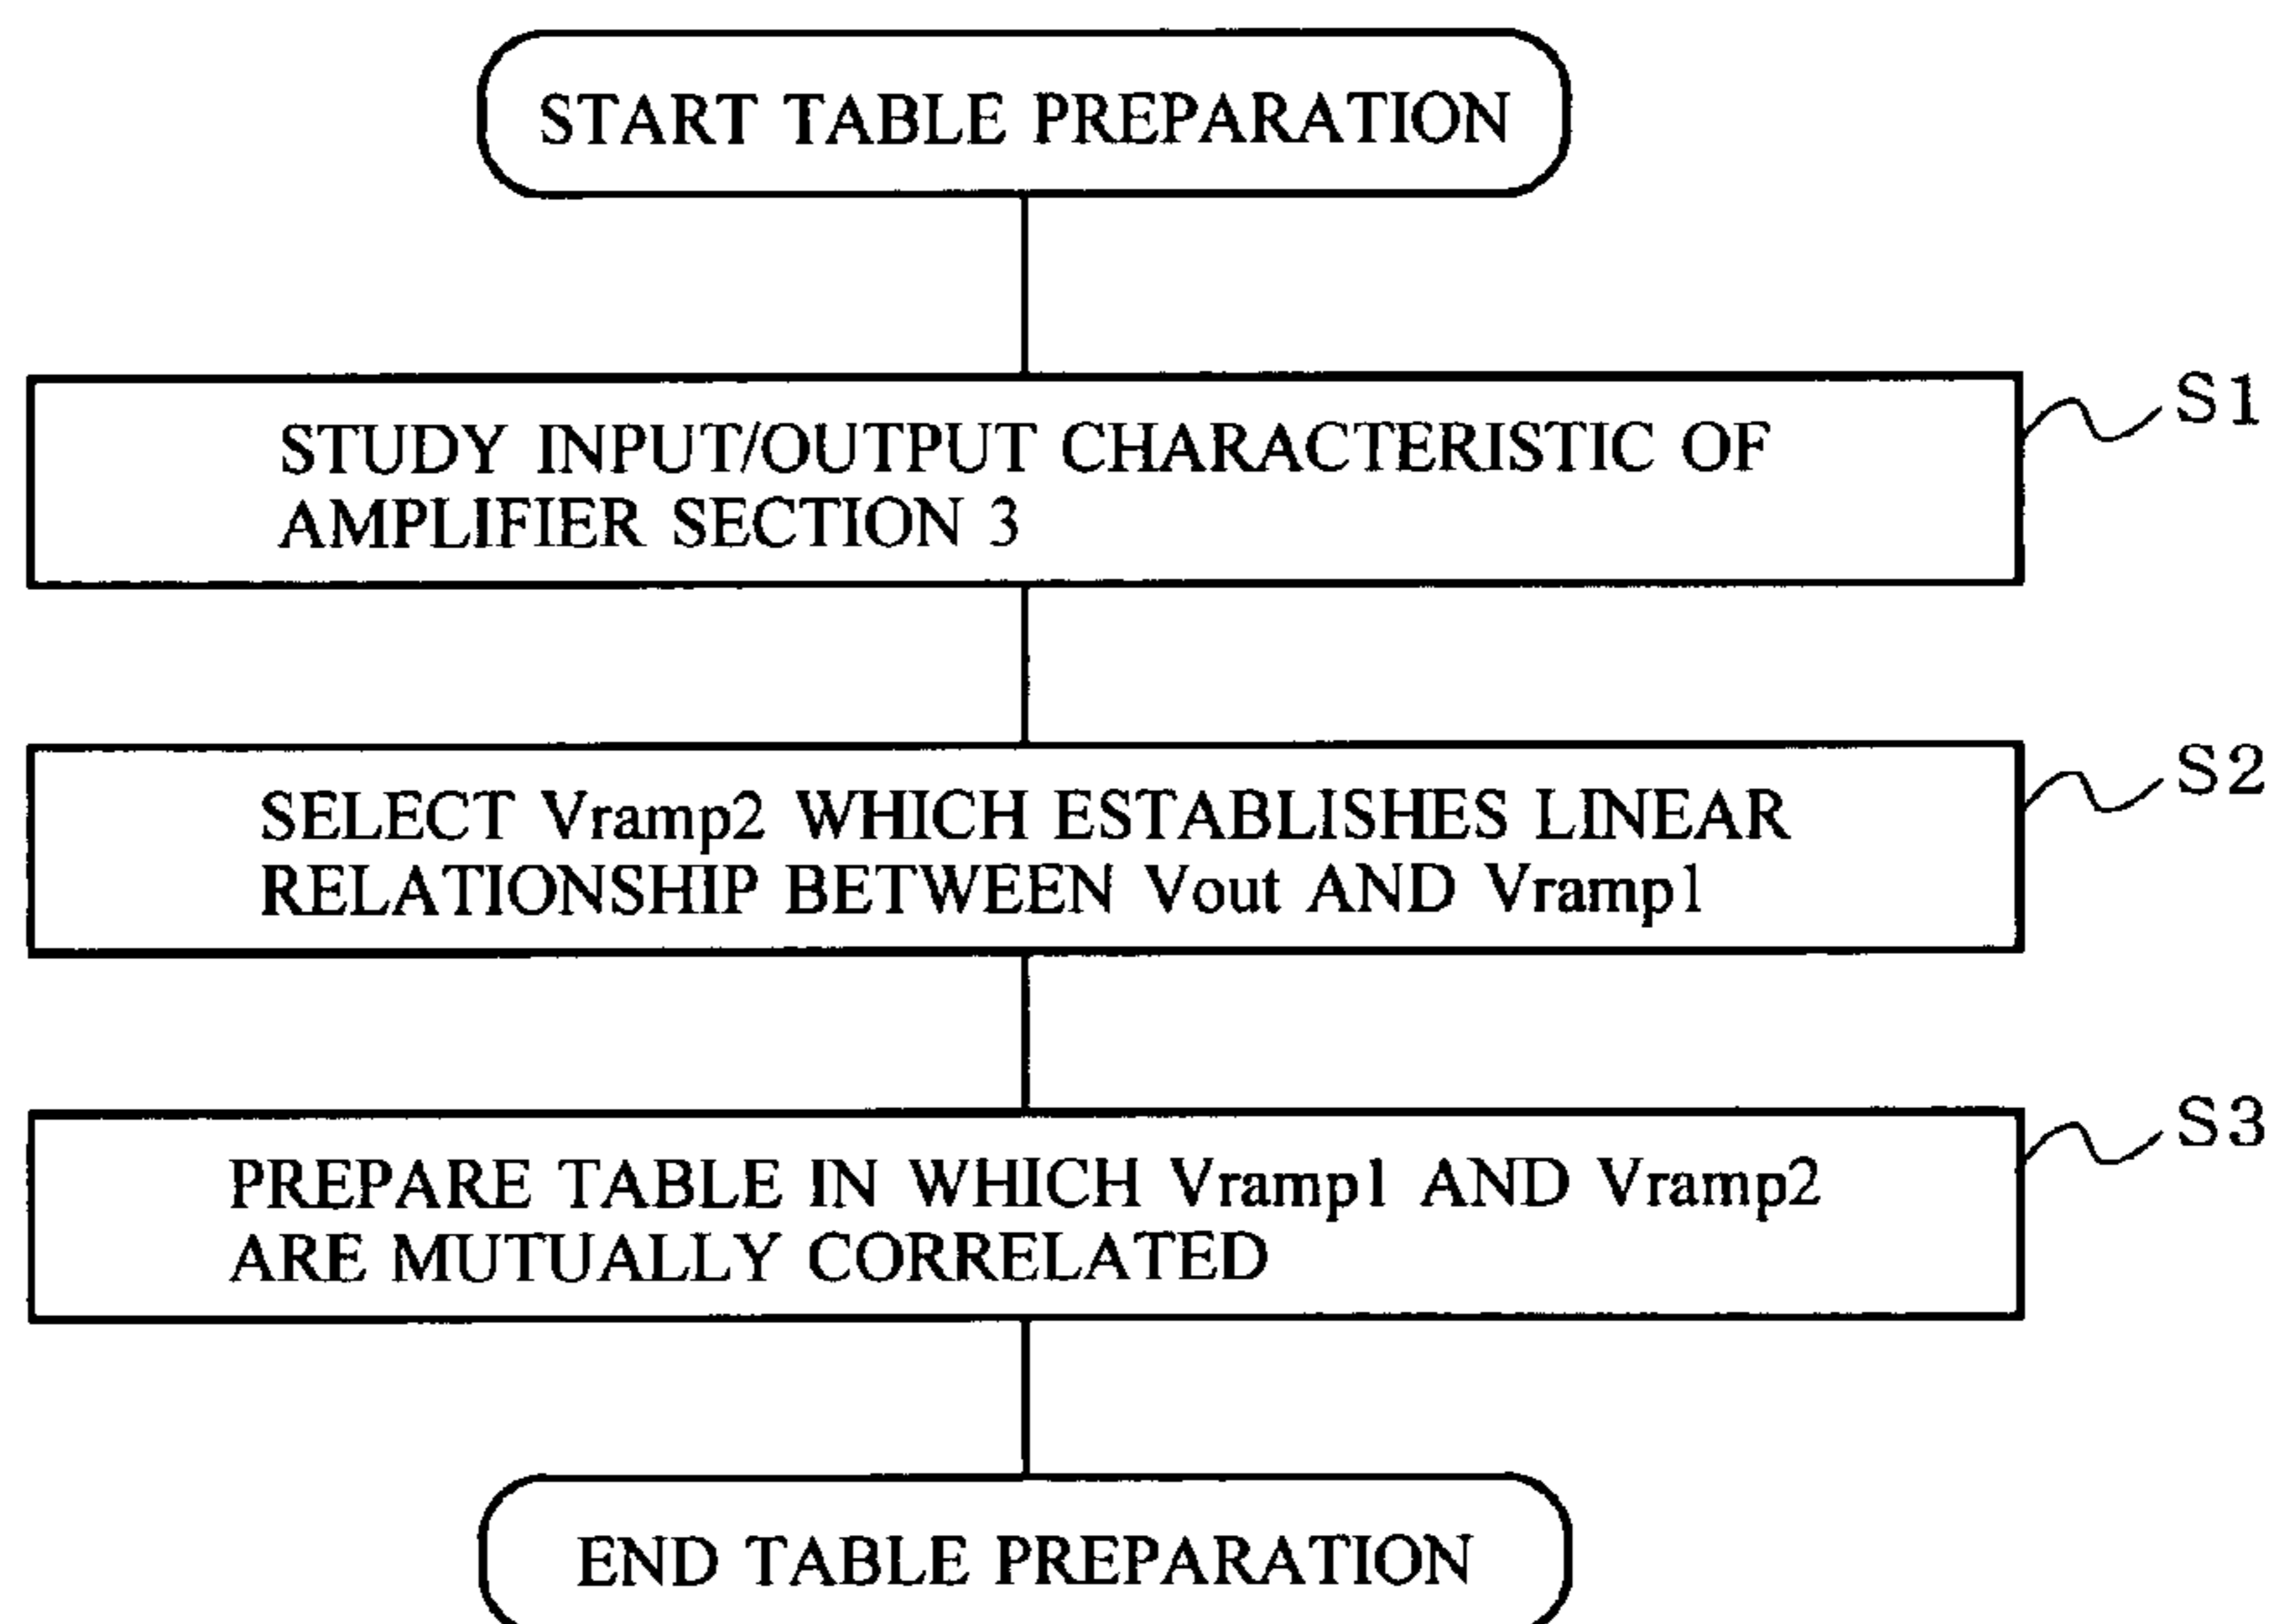 START TABLE PREPARATION
STUDY INPUT/OUTPUT CHARACTERISTIC OF
AMPLIFIER SECTION 3
S1
SELECT Vramp2 WHICH ESTABLISHES LINEAR
RELATIONSHIP BETWEEN Vout AND Vramp1
S2
PREPARE TABLE IN WHICH Vramp1 AND Vramp2
ARE MUTUALLY CORRELATED
S3
END TABLE PREPARATION